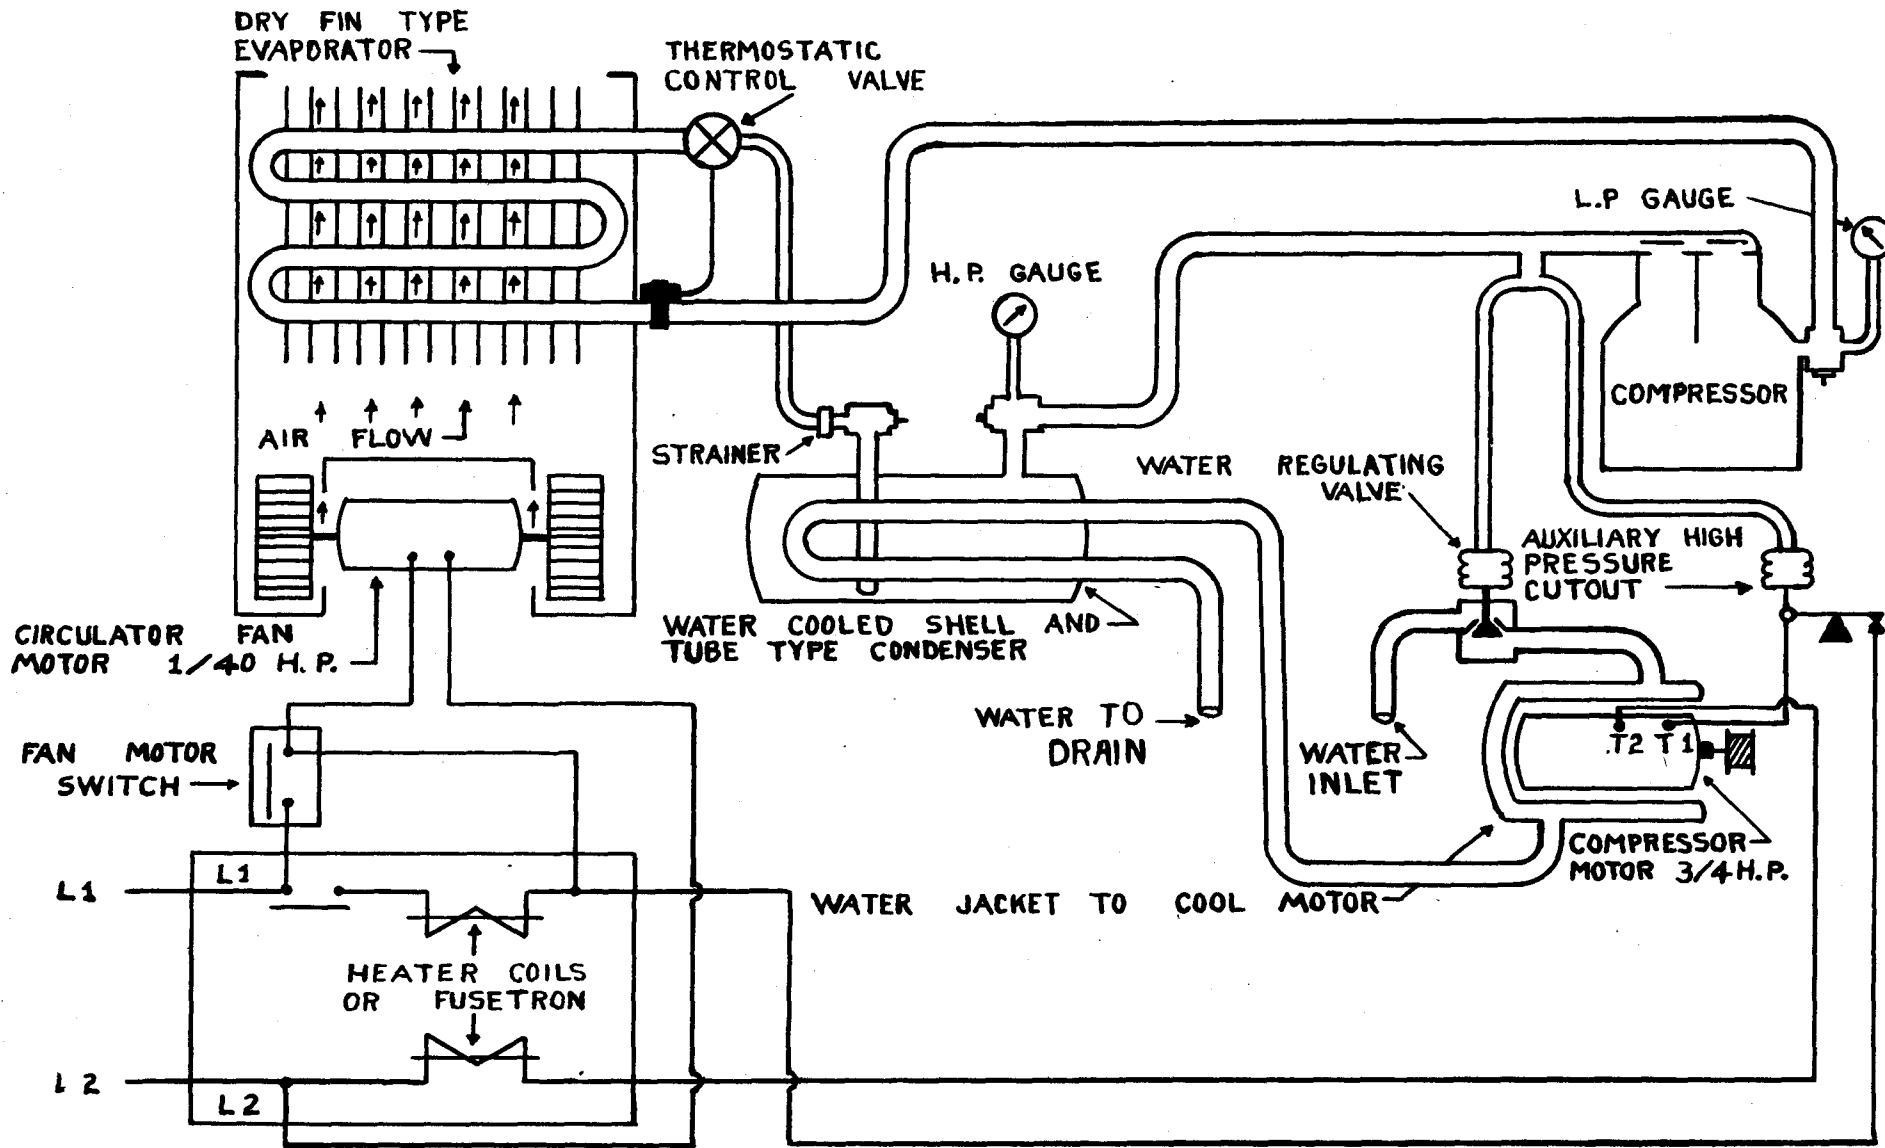 DRY FIN TYPE
EVAPORATOR
THERMOSTATIC
CONTROL VALVE
L.P GAUGE
H.P. GAUGE
COMPRESSOR
AIR FLOW
STRAINER
WATER REGULATING
VALVE
AUXILIARY HIGH
PRESSURE
CUTOUT
CIRCULATOR FAN
MOTOR 1/40 H.P.
WATER COOLED SHELL AND
TUBE TYPE CONDENSER
WATER TO
DRAIN
WATER
INLET
T2 T1
FAN MOTOR
SWITCH
COMPRESSOR
MOTOR 3/4 H.P.
L1
L1
WATER JACKET TO COOL MOTOR
HEATER COILS
OR FUSETRON
L2
L2